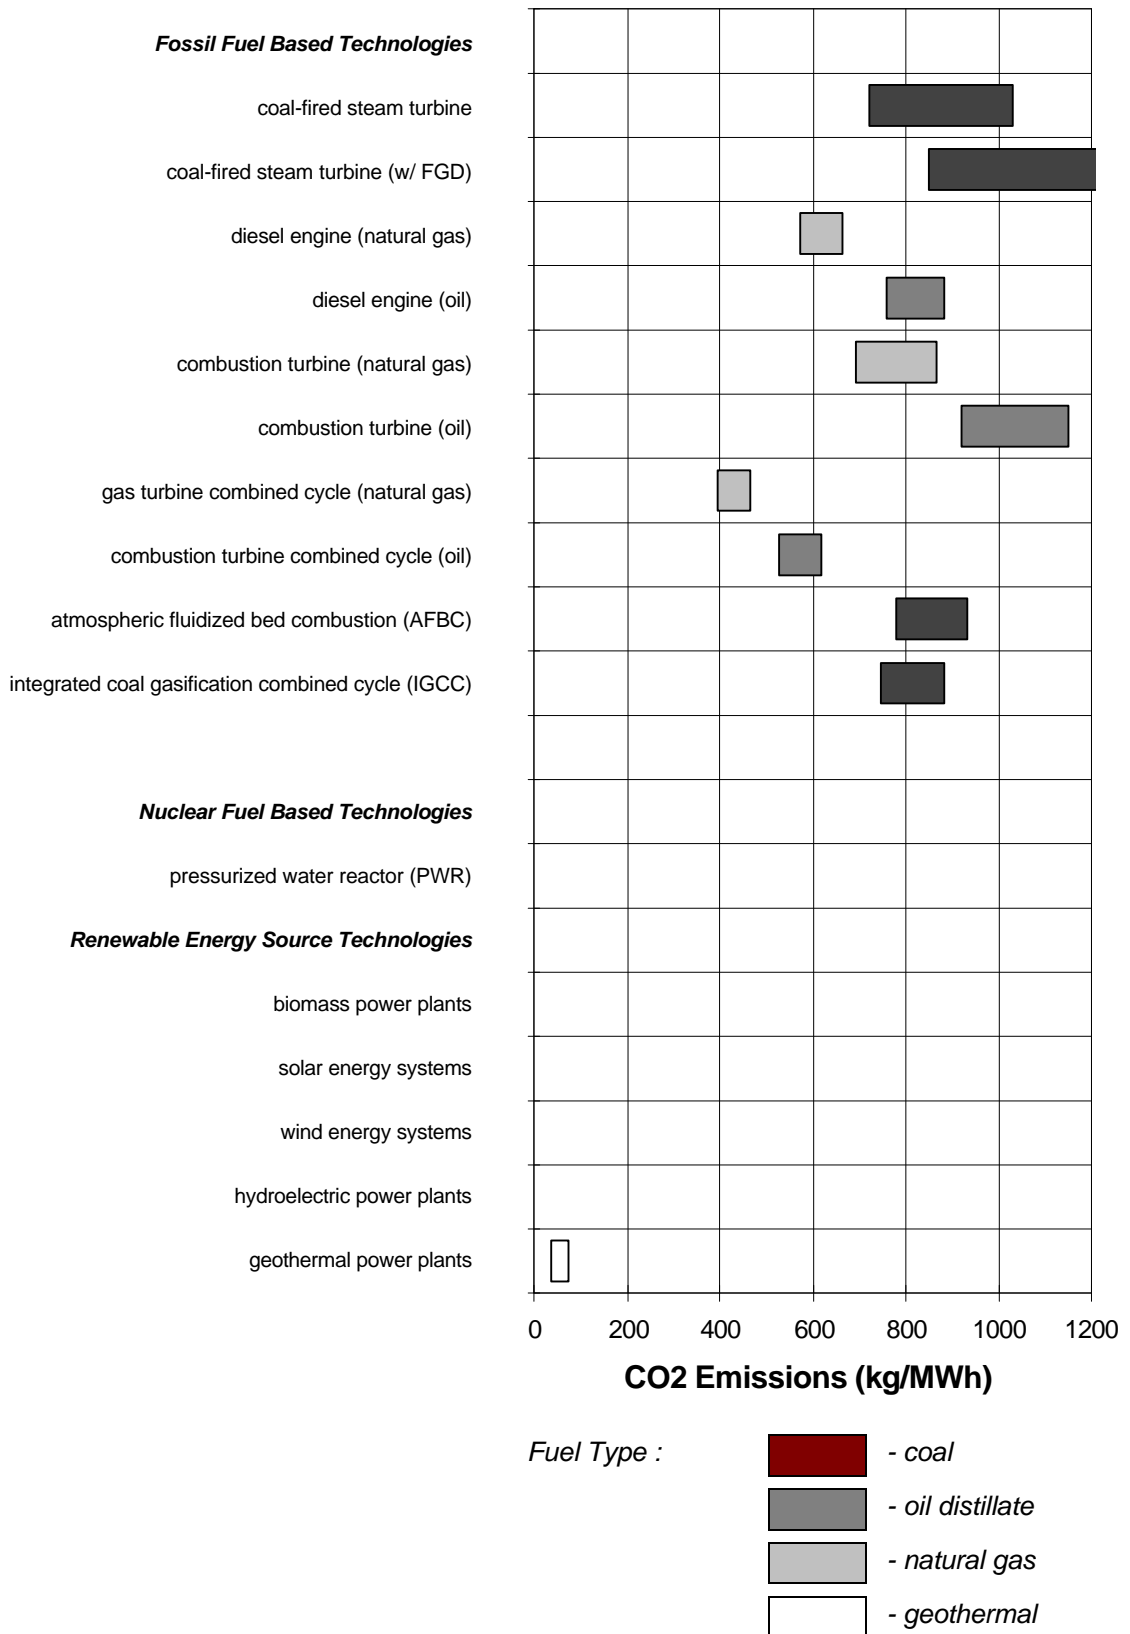 Fossil Fuel Based Technologies
coal-fired steam turbine
coal-fired steam turbine (w/ FGD)
diesel engine (natural gas)
diesel engine (oil)
combustion turbine (natural gas)
combustion turbine (oil)
gas turbine combined cycle (natural gas)
combustion turbine combined cycle (oil)
atmospheric fluidized bed combustion (AFBC)
integrated coal gasification combined cycle (IGCC)
Nuclear Fuel Based Technologies
pressurized water reactor (PWR)
Renewable Energy Source Technologies
biomass power plants
solar energy systems
wind energy systems
hydroelectric power plants
geothermal power plants
0 200 400 600 800 1000 1200
CO2 Emissions (kg/MWh)
Fuel Type : - coal
- oil distillate
- natural gas
- geothermal